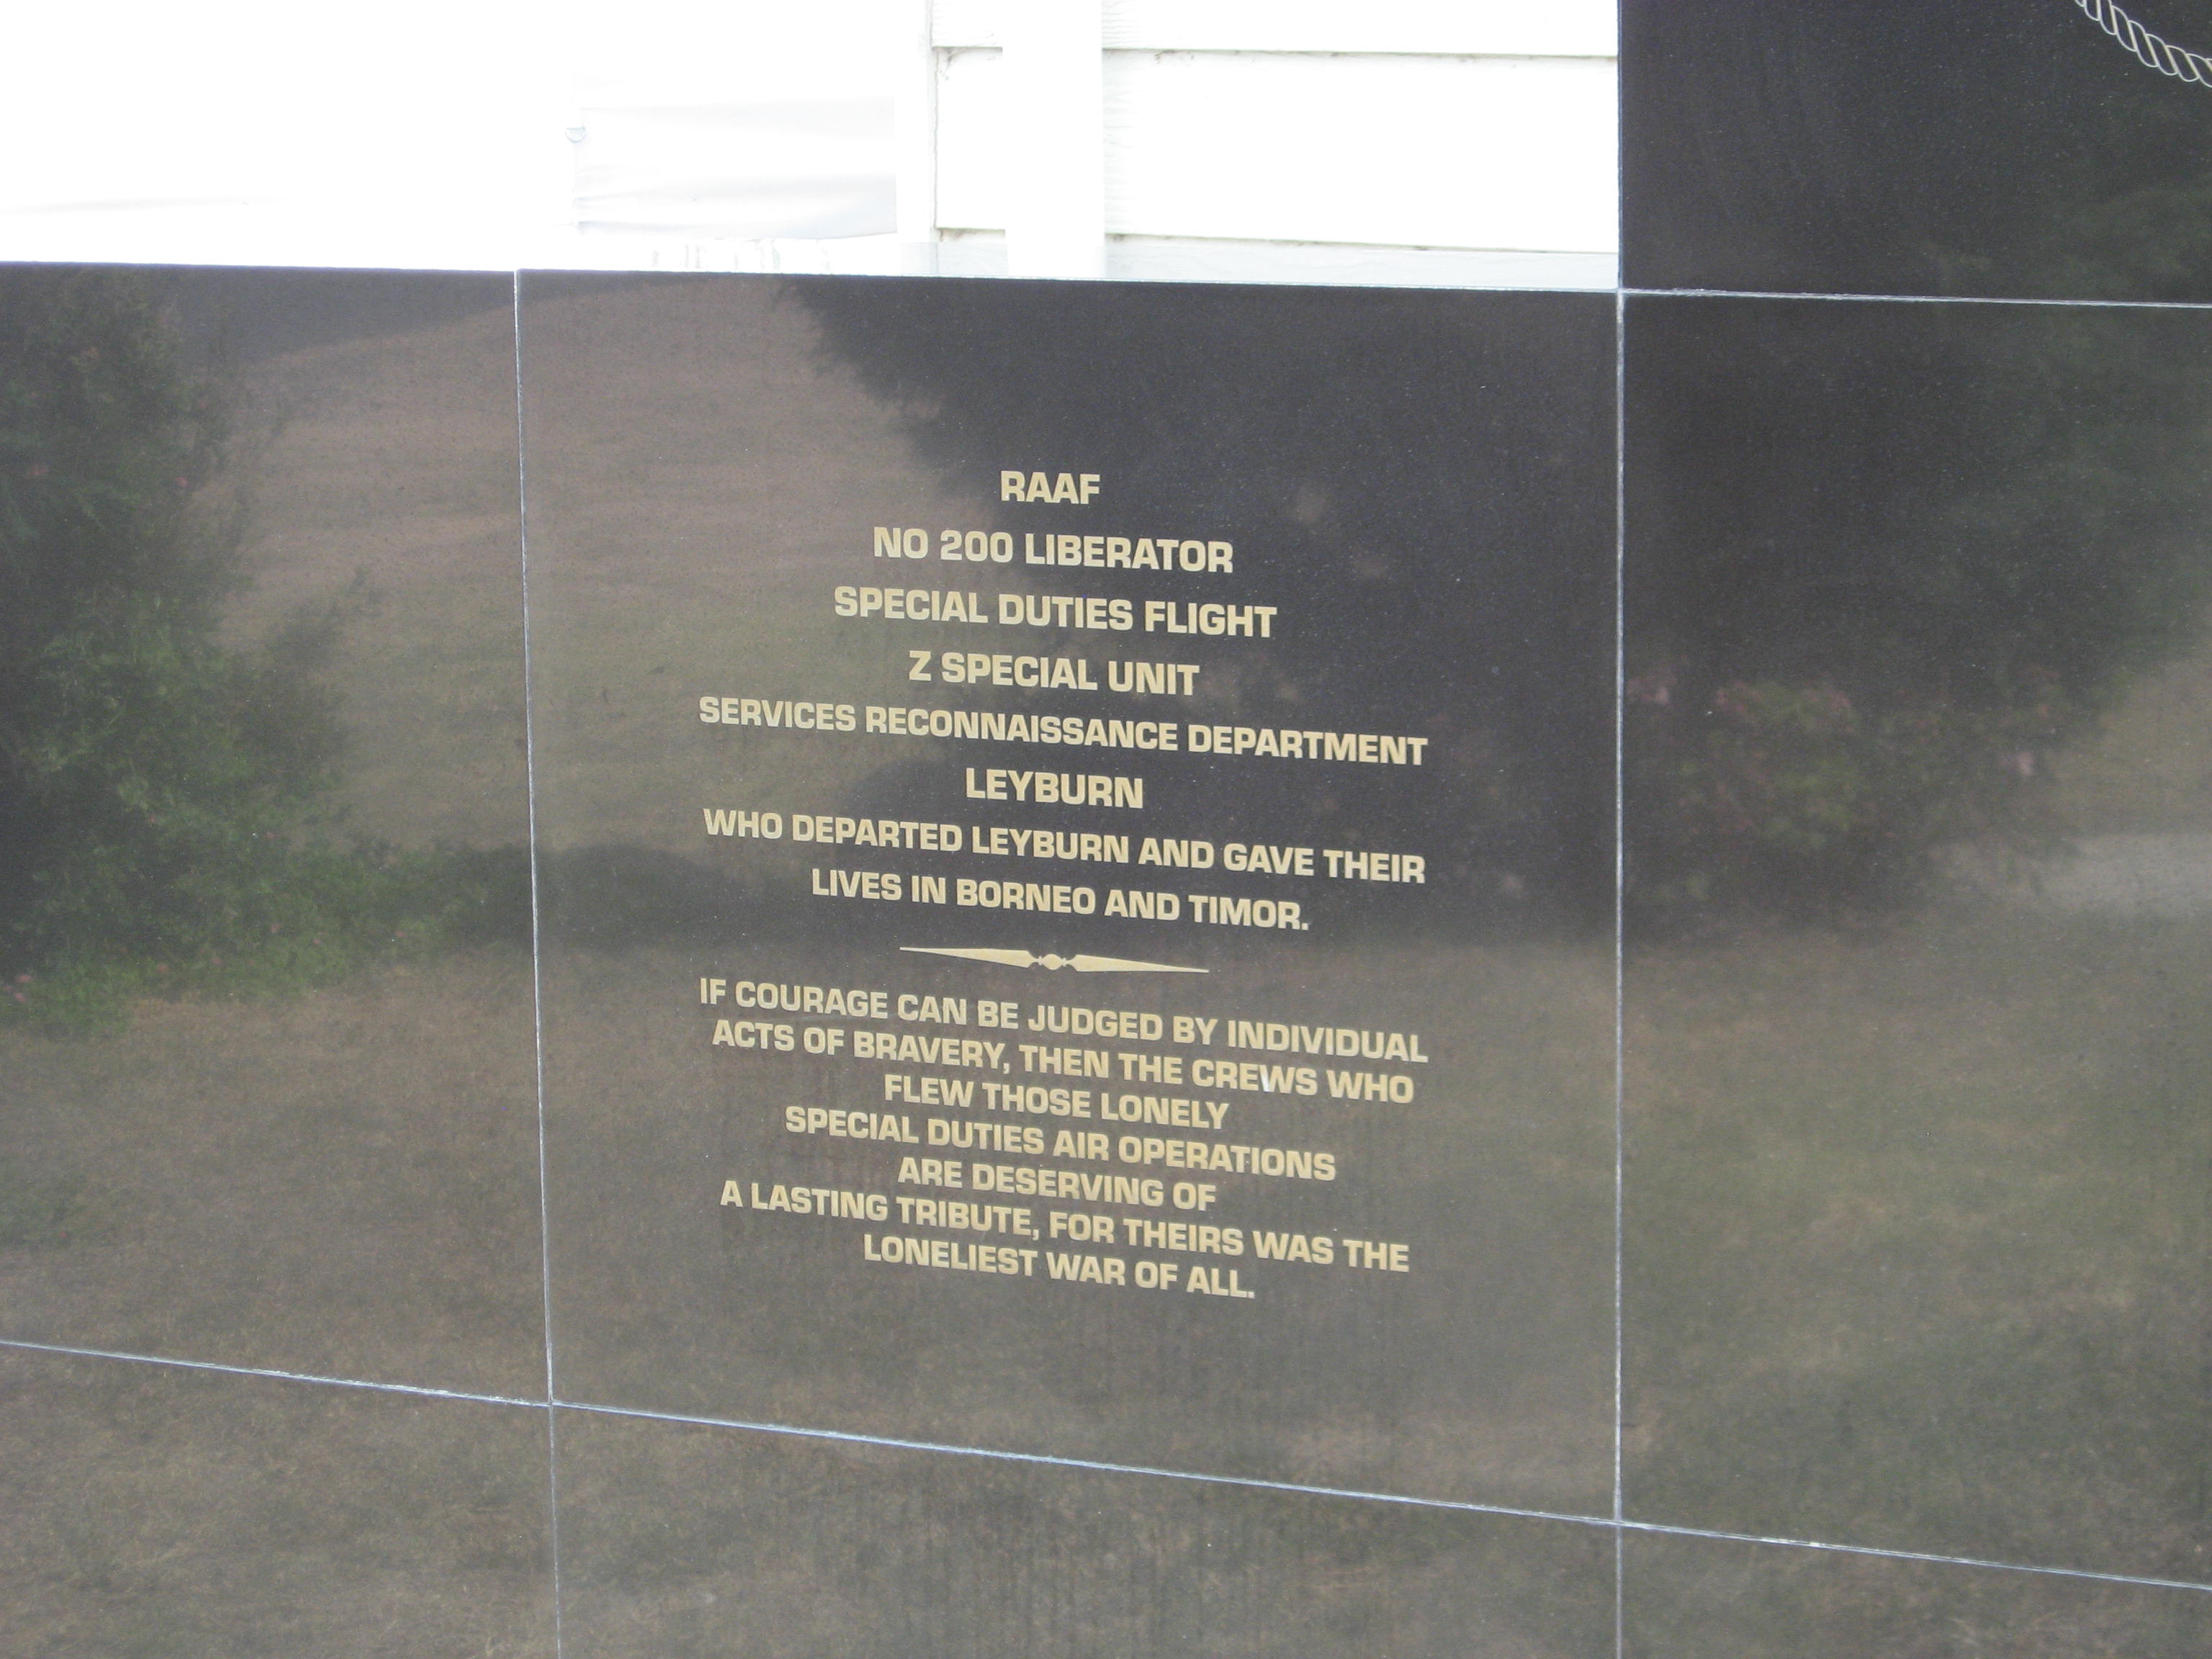 RAAF
NO 200 LIBERATOR
SPECIAL DUTIES FLIGHT
Z SPECIAL UNIT
SERVICES RECONNAISSANCE DEPARTMENT
LEYBURN
WHO DEPARTED LEYBURN AND GAVE THEIR
LIVES IN BORNEO AND TIMOR.
IF COURAGE CAN BE JUDGED BY INDIVIDUAL
ACTS OF BRAVERY, THEN THE CREWS WHO
FLEW THOSE LONELY
SPECIAL DUTIES AIR OPERATIONS
ARE DESERVING OF
A LASTING TRIBUTE, FOR THEIRS WAS THE
LONELIEST WAR OF ALL.